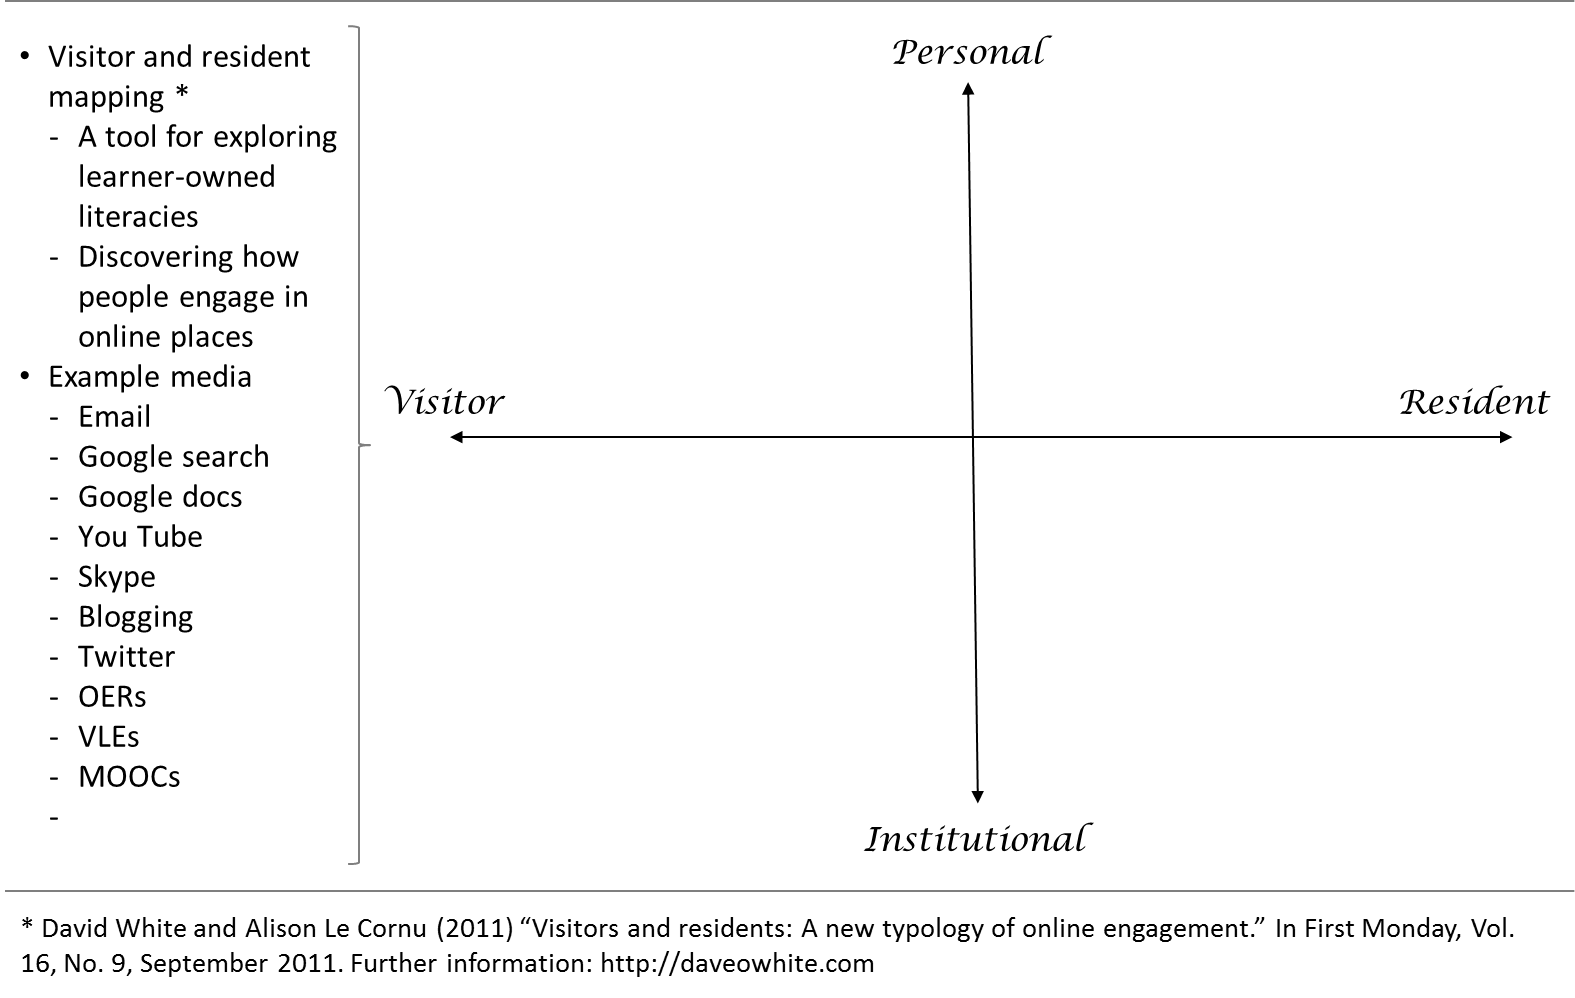 • Visitor and resident
mapping *
- A tool for exploring
learner-owned
literacies
- Discovering how
people engage in
online places
• Example media
- Email
- Google search
- Google docs
- You Tube
- Skype
- Blogging
- Twitter
- OERs
- VLEs
- MOOCs
-
Personal
Visitor
Resident
Institutional
* David White and Alison Le Cornu (2011) “Visitors and residents: A new typology of online engagement.” In First Monday, Vol.
16, No. 9, September 2011. Further information: http://daveowhite.com